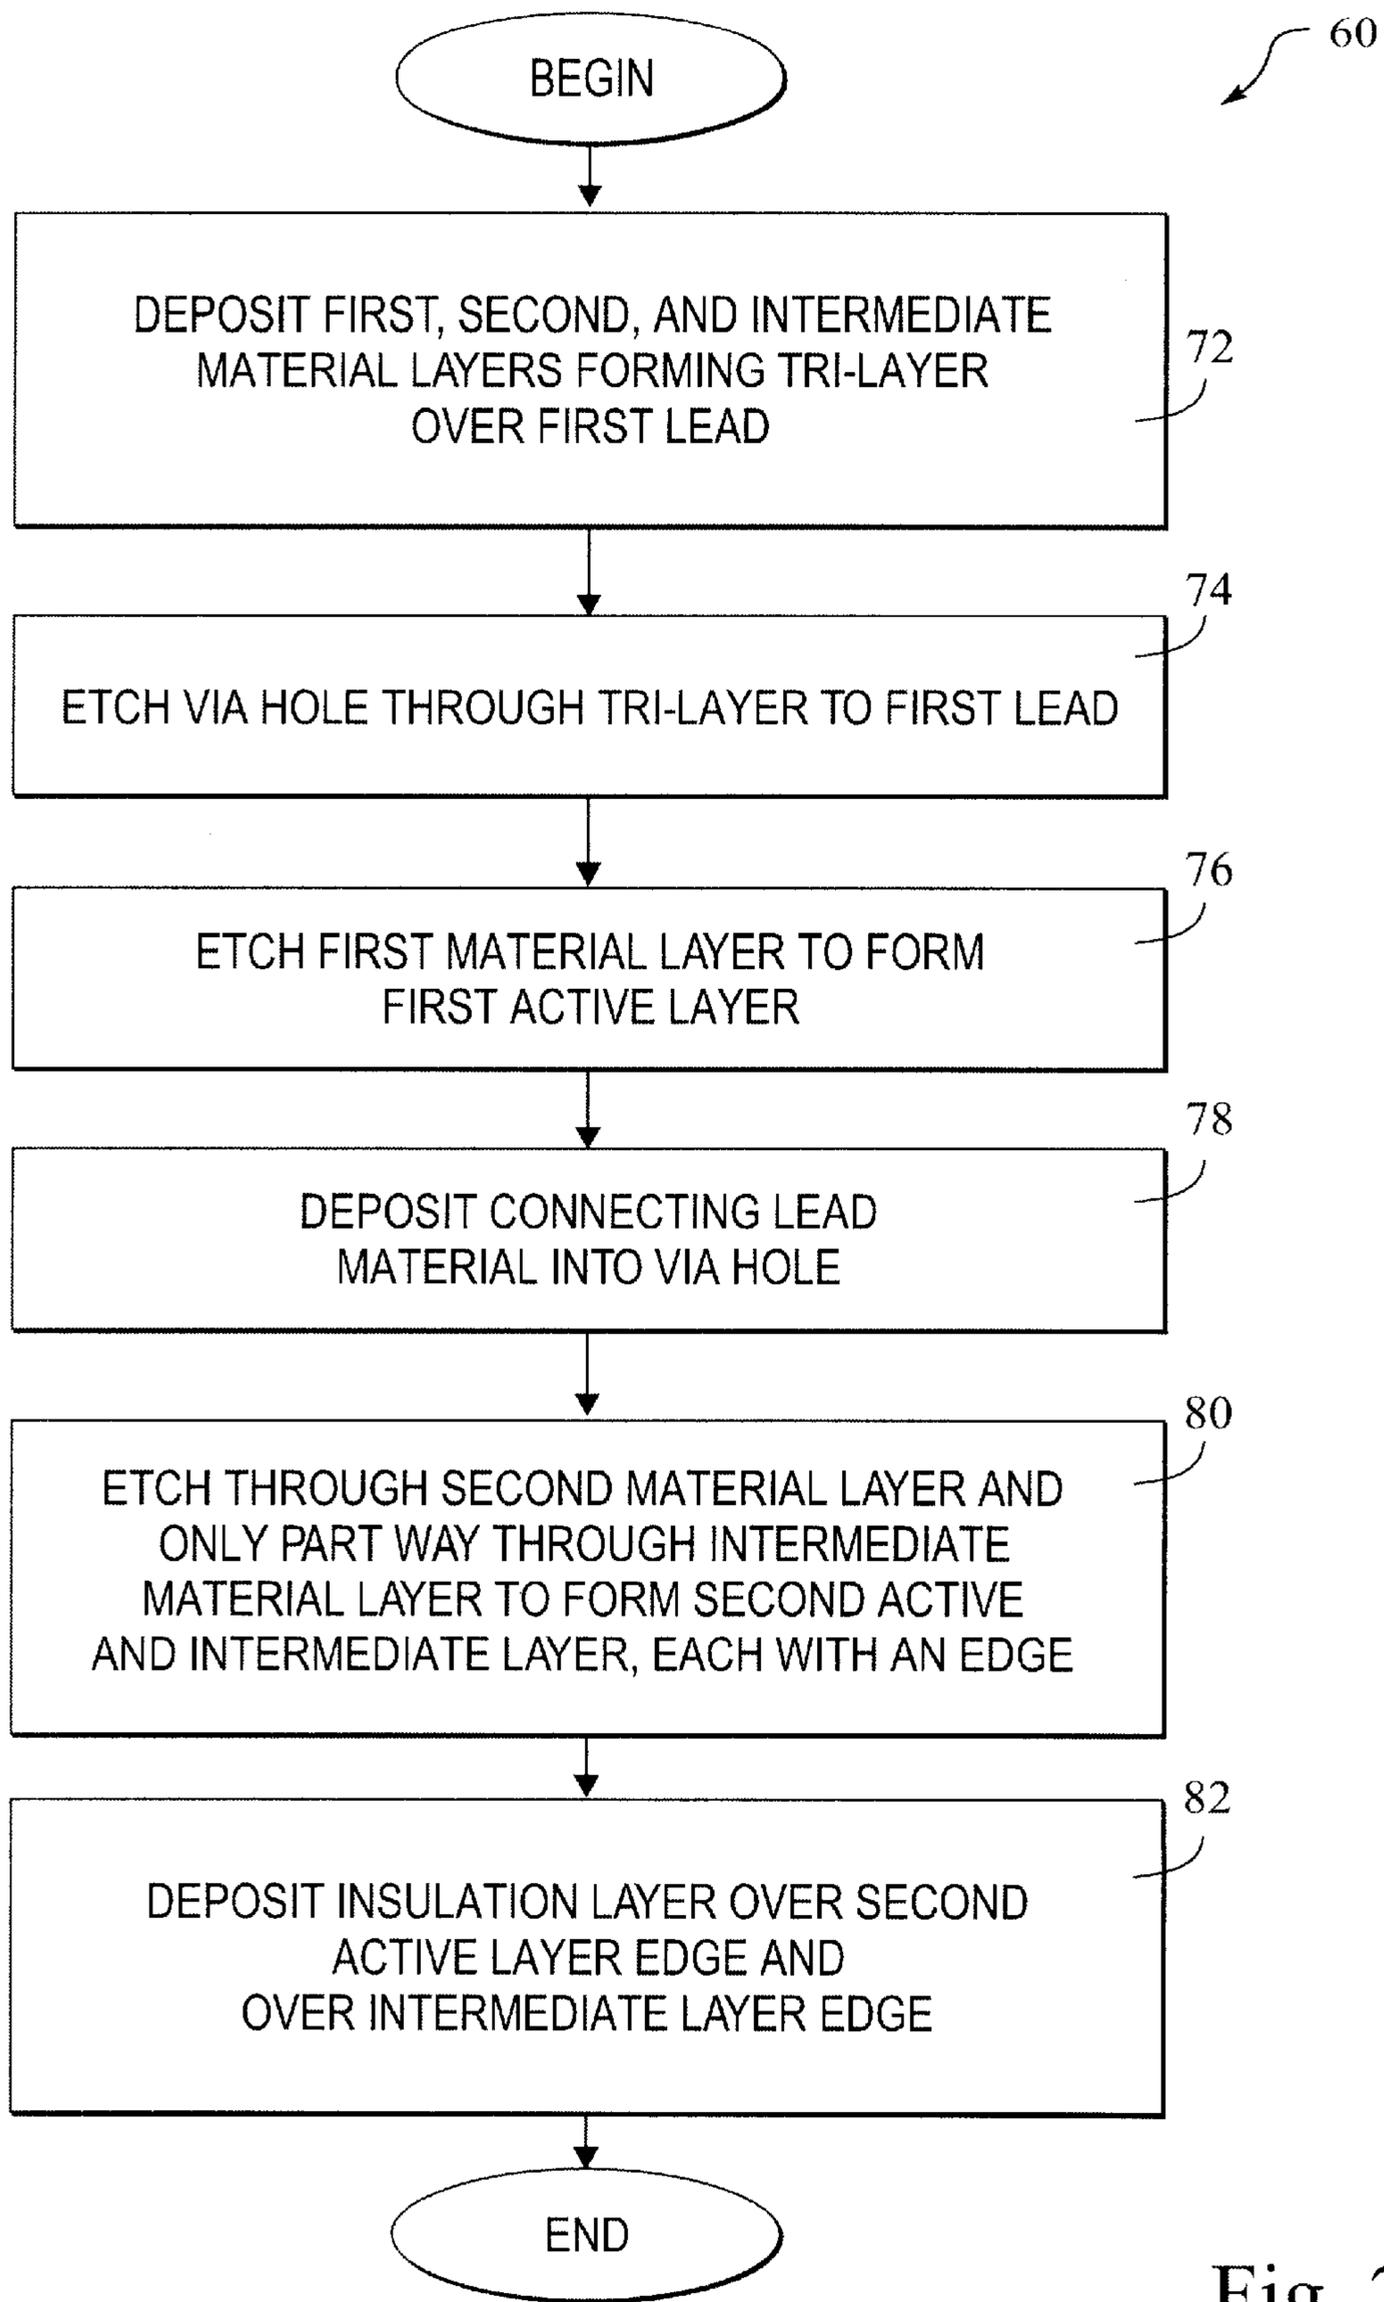 60
BEGIN
DEPOSIT FIRST, SECOND, AND INTERMEDIATE
MATERIAL LAYERS FORMING TRI-LAYER
OVER FIRST LEAD
72
74
ETCH VIA HOLE THROUGH TRI-LAYER TO FIRST LEAD
76
ETCH FIRST MATERIAL LAYER TO FORM
FIRST ACTIVE LAYER
78
DEPOSIT CONNECTING LEAD
MATERIAL INTO VIA HOLE
80
ETCH THROUGH SECOND MATERIAL LAYER AND
ONLY PART WAY THROUGH INTERMEDIATE
MATERIAL LAYER TO FORM SECOND ACTIVE
AND INTERMEDIATE LAYER, EACH WITH AN EDGE
82
DEPOSIT INSULATION LAYER OVER SECOND
ACTIVE LAYER EDGE AND
OVER INTERMEDIATE LAYER EDGE
END
Fig.